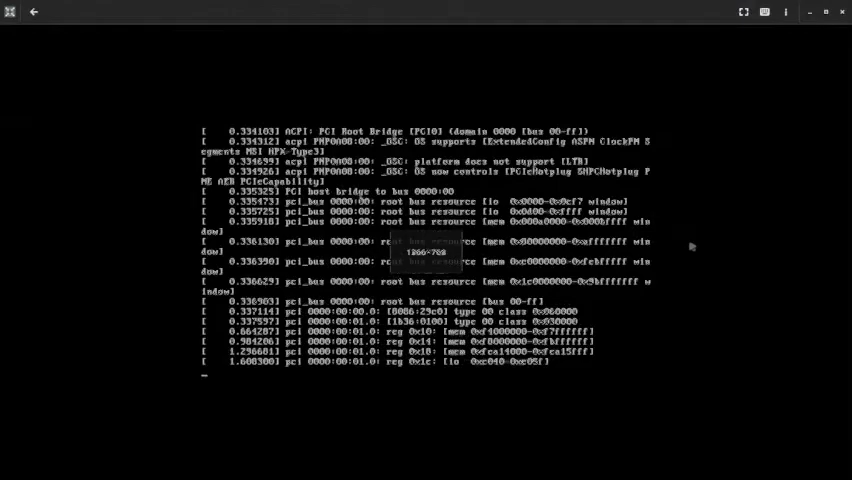 [    0.334103] ACPI: PCI Root Bridge [PCI0] (domain 0000 [bus 00-ff])
[    0.334312] acpi PNP0A08:00: _OSC: OS supports [ExtendedConfig ASPM ClockPM S
egments MSI HPX-Type3]
[    0.334699] acpi PNP0A08:00: _OSC: platform does not support [LTR]
[    0.334926] acpi PNP0A08:00: _OSC: OS now controls [PCIeHotplug SHPCHotplug P
ME AER PCIeCapability]
[    0.335325] PCI host bridge to bus 0000:00
[    0.335473] pci_bus 0000:00: root bus resource [io  0x0000-0x0cf7 window]
[    0.335725] pci_bus 0000:00: root bus resource [io  0x0d00-0xffff window]
[    0.335918] pci_bus 0000:00: root bus resource [mem 0x000a0000-0x000bffff win
dow]
[    0.336130] pci_bus 0000:00: root bus resource [mem 0x80000000-0xafffffff win
dow]
[    0.336390] pci_bus 0000:00: root bus resource [mem 0xc0000000-0xfebfffff win
dow]
1366×768
[    0.336629] pci_bus 0000:00: root bus resource [mem 0x1c0000000-0x9bfffffff w
indow]
[    0.336903] pci_bus 0000:00: root bus resource [bus 00-ff]
[    0.337114] pci 0000:00:00.0: [8086:29c0] type 00 class 0x060000
[    0.337597] pci 0000:00:01.0: [1b36:0100] type 00 class 0x030000
[    0.664287] pci 0000:00:01.0: reg 0x10: [mem 0xf4000000-0xf7ffffff]
[    0.984206] pci 0000:00:01.0: reg 0x14: [mem 0xf8000000-0xfbffffff]
[    1.296681] pci 0000:00:01.0: reg 0x18: [mem 0xfca14000-0xfca15fff]
[    1.608300] pci 0000:00:01.0: reg 0x1c: [io  0xc040-0xc05f]